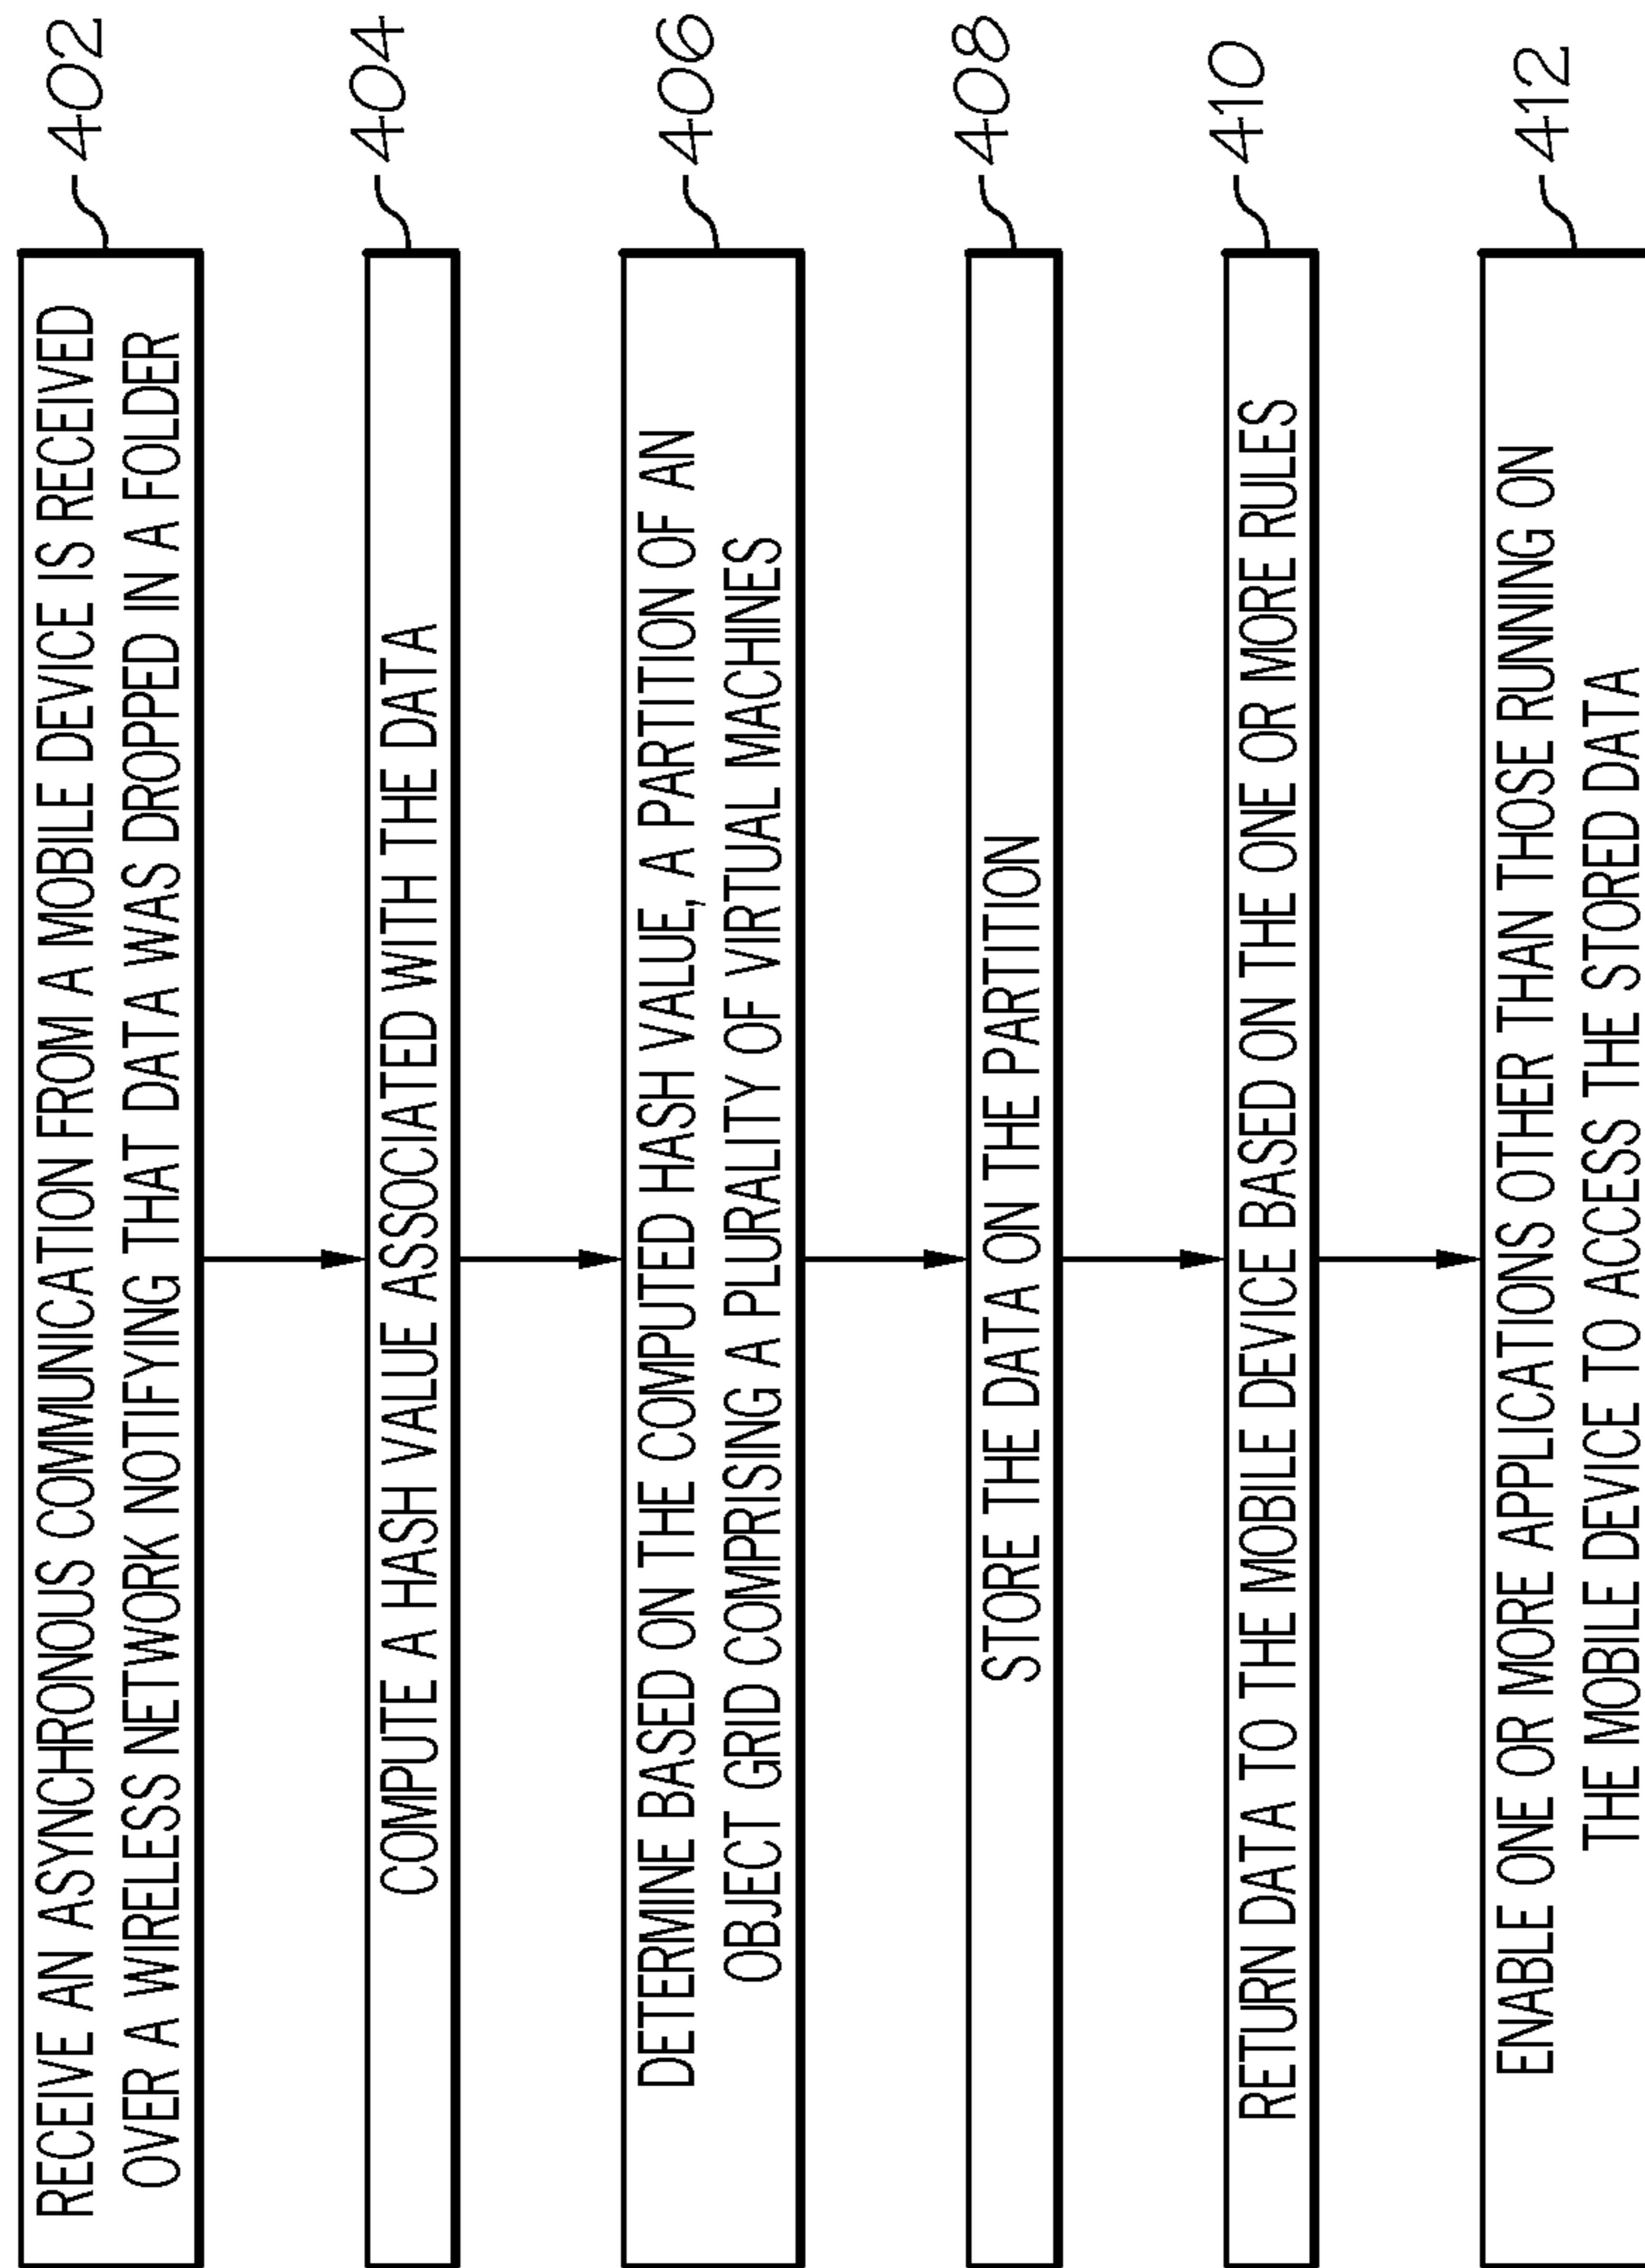 RECEIVE AN ASYNCHRONOUS COMMUNICATION FROM A MOBILE DEVICE IS RECEIVED
OVER A WIRELESS NETWORK NOTIFYING THAT DATA WAS DROPPED IN A FOLDER
402
COMPUTE A HASH VALUE ASSOCIATED WITH THE DATA
404
DETERMINE BASED ON THE COMPUTED HASH VALUE, A PARTITION OF AN
OBJECT GRID COMPRISING A PLURALITY OF VIRTUAL MACHINES
406
STORE THE DATA ON THE PARTITION
408
RETURN DATA TO THE MOBILE DEVICE BASED ON THE ONE OR MORE RULES
410
ENABLE ONE OR MORE APPLICATIONS OTHER THAN THOSE RUNNING ON
THE MOBILE DEVICE TO ACCESS THE STORED DATA
412